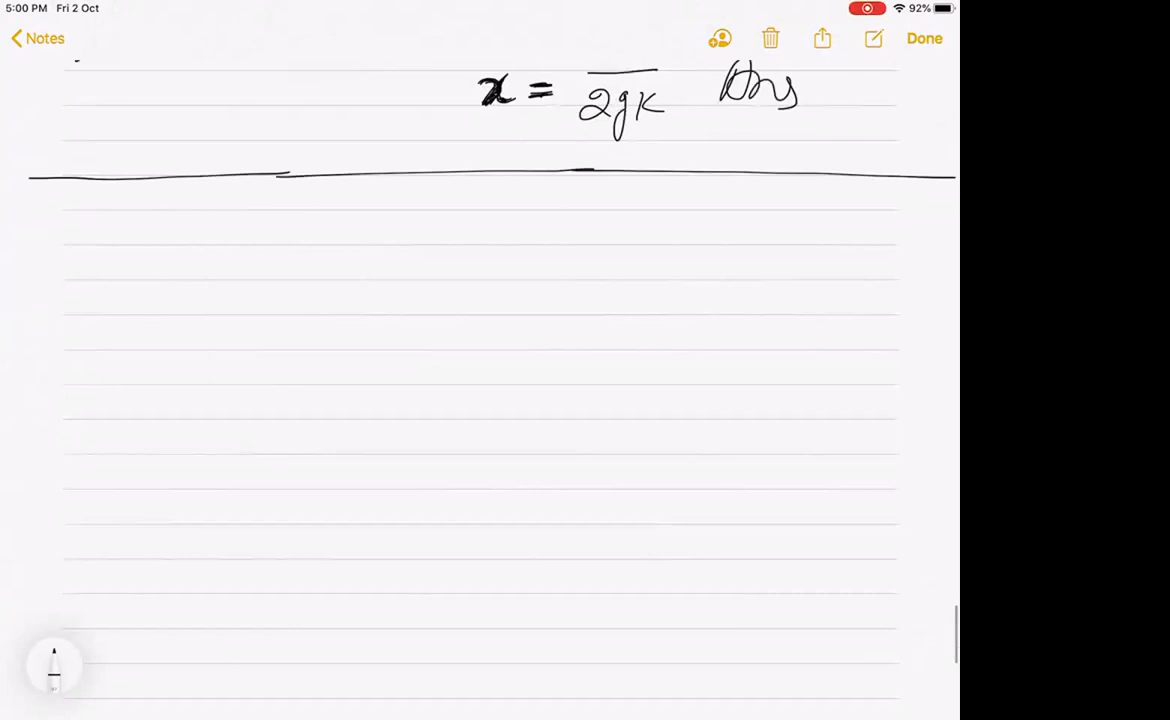 5:00 PM Fri 2 Oct 92%
Notes Done
x = ―/2gk Ans